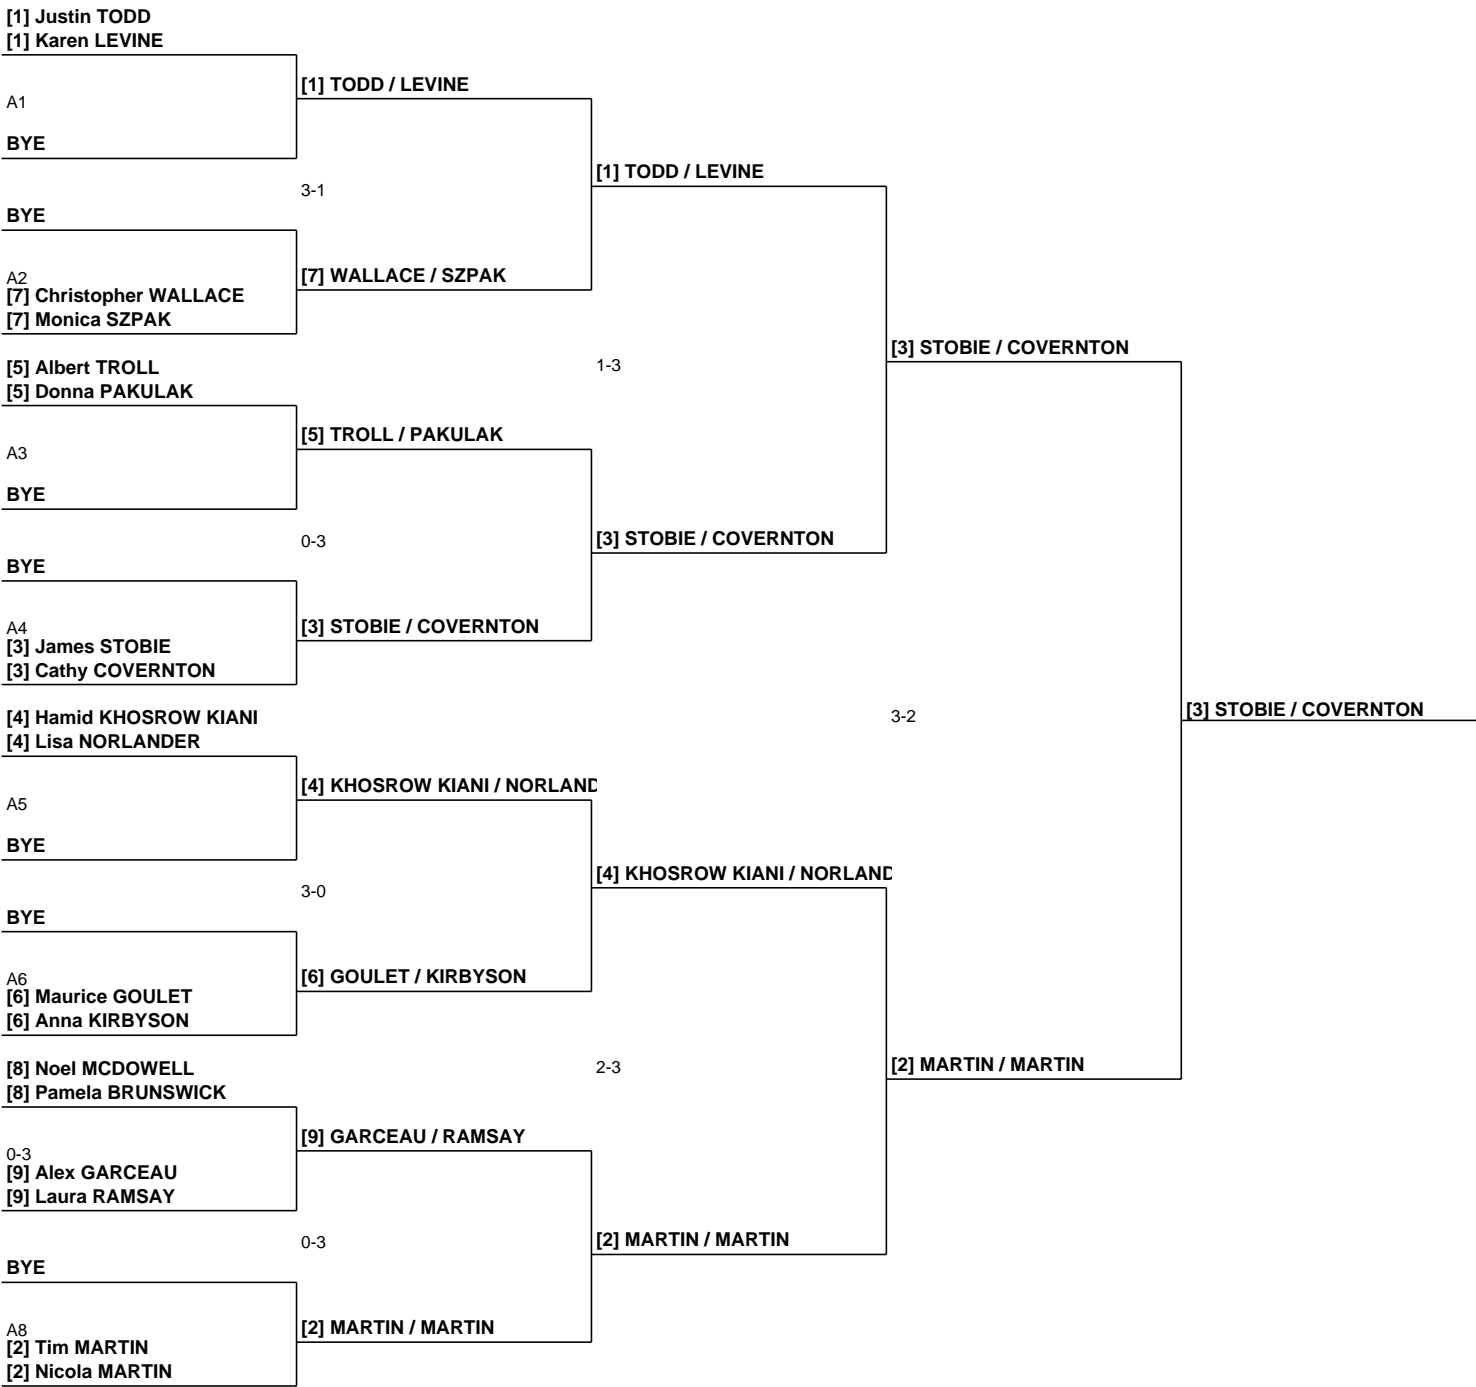 [1] Justin TODD
[1] Karen LEVINE
[1] TODD / LEVINE
A1
BYE
[1] TODD / LEVINE
3-1
BYE
A2
[7] WALLACE / SZPAK
[7] Christopher WALLACE
[7] Monica SZPAK
[3] STOBIE / COVERNTON
[5] Albert TROLL
1-3
[5] Donna PAKULAK
[5] TROLL / PAKULAK
A3
BYE
0-3
[3] STOBIE / COVERNTON
BYE
A4
[3] STOBIE / COVERNTON
[3] James STOBIE
[3] Cathy COVERNTON
[4] Hamid KHOSROW KIANI
3-2
[3] STOBIE / COVERNTON
[4] Lisa NORLANDER
[4] KHOSROW KIANI / NORLAND
A5
BYE
[4] KHOSROW KIANI / NORLAND
3-0
BYE
A6
[6] GOULET / KIRBYSON
[6] Maurice GOULET
[6] Anna KIRBYSON
[8] Noel MCDOWELL
2-3
[2] MARTIN / MARTIN
[8] Pamela BRUNSWICK
[9] GARCEAU / RAMSAY
0-3
[9] Alex GARCEAU
[9] Laura RAMSAY
0-3
[2] MARTIN / MARTIN
BYE
A8
[2] MARTIN / MARTIN
[2] Tim MARTIN
[2] Nicola MARTIN